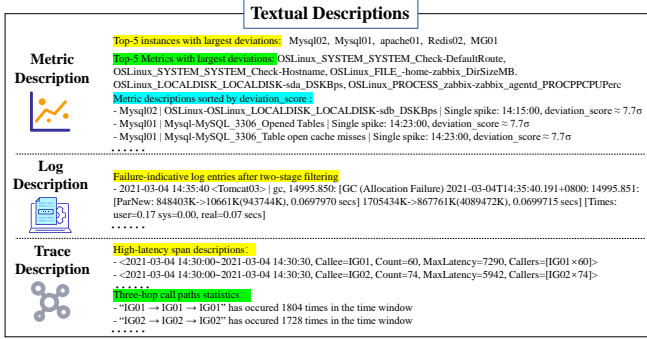 Textual Descriptions
Metric
Description
Top-5 instances with largest deviations: Mysql02, Mysql01, apache01, Redis02, MG01
Top-5 Metrics with largest deviations: OSLinux_SYSTEM_SYSTEM_Check-DefaultRoute,
OSLinux_SYSTEM_SYSTEM_Check-Hostname, OSLinux_FILE_-home-zabbix_DirSizeMB.
OSLinux_LOCALDISK_LOCALDISK-sda_DSKBps, OSLinux_PROCESS_zabbix-zabbix_agentd_PROCPPCPUPerc
Metric descriptions sorted by deviation_score :
- Mysql02 | OSLinux-OSLinux_LOCALDISK_LOCALDISK-sdb_DSKBps | Single spike: 14:15:00, deviation_score ≈ 7.7σ
- Mysql01 | Mysql-MySQL_3306_Opened Tables | Single spike: 14:23:00, deviation_score ≈ 7.7σ
- Mysql01 | Mysql-MySQL_3306_Table open cache misses | Single spike: 14:23:00, deviation_score ≈ 7.7σ
......
Log
Description
Failure-indicative log entries after two-stage filtering
- 2021-03-04 14:35:40 <Tomcat03> | gc, 14995.850: [GC (Allocation Failure) 2021-03-04T14:35:40.191+0800: 14995.851:
[ParNew: 848403K->10661K(943744K), 0.0697970 secs] 1705434K->867761K(4089472K), 0.0699715 secs] [Times:
user=0.17 sys=0.00, real=0.07 secs]
Trace
Description
High-latency span descriptions:
- <2021-03-04 14:30:00~2021-03-04 14:30:30, Callee=IG01, Count=60, MaxLatency=7290, Callers=[IG01×60]>
- <2021-03-04 14:30:00~2021-03-04 14:30:30, Callee=IG02, Count=74, MaxLatency=5942, Callers=[IG02×74]>
......
Three-hop call paths statistics:
- “IG01 → IG01 → IG01” has occured 1804 times in the time window
- “IG02 → IG02 → IG02” has occured 1728 times in the time window
......